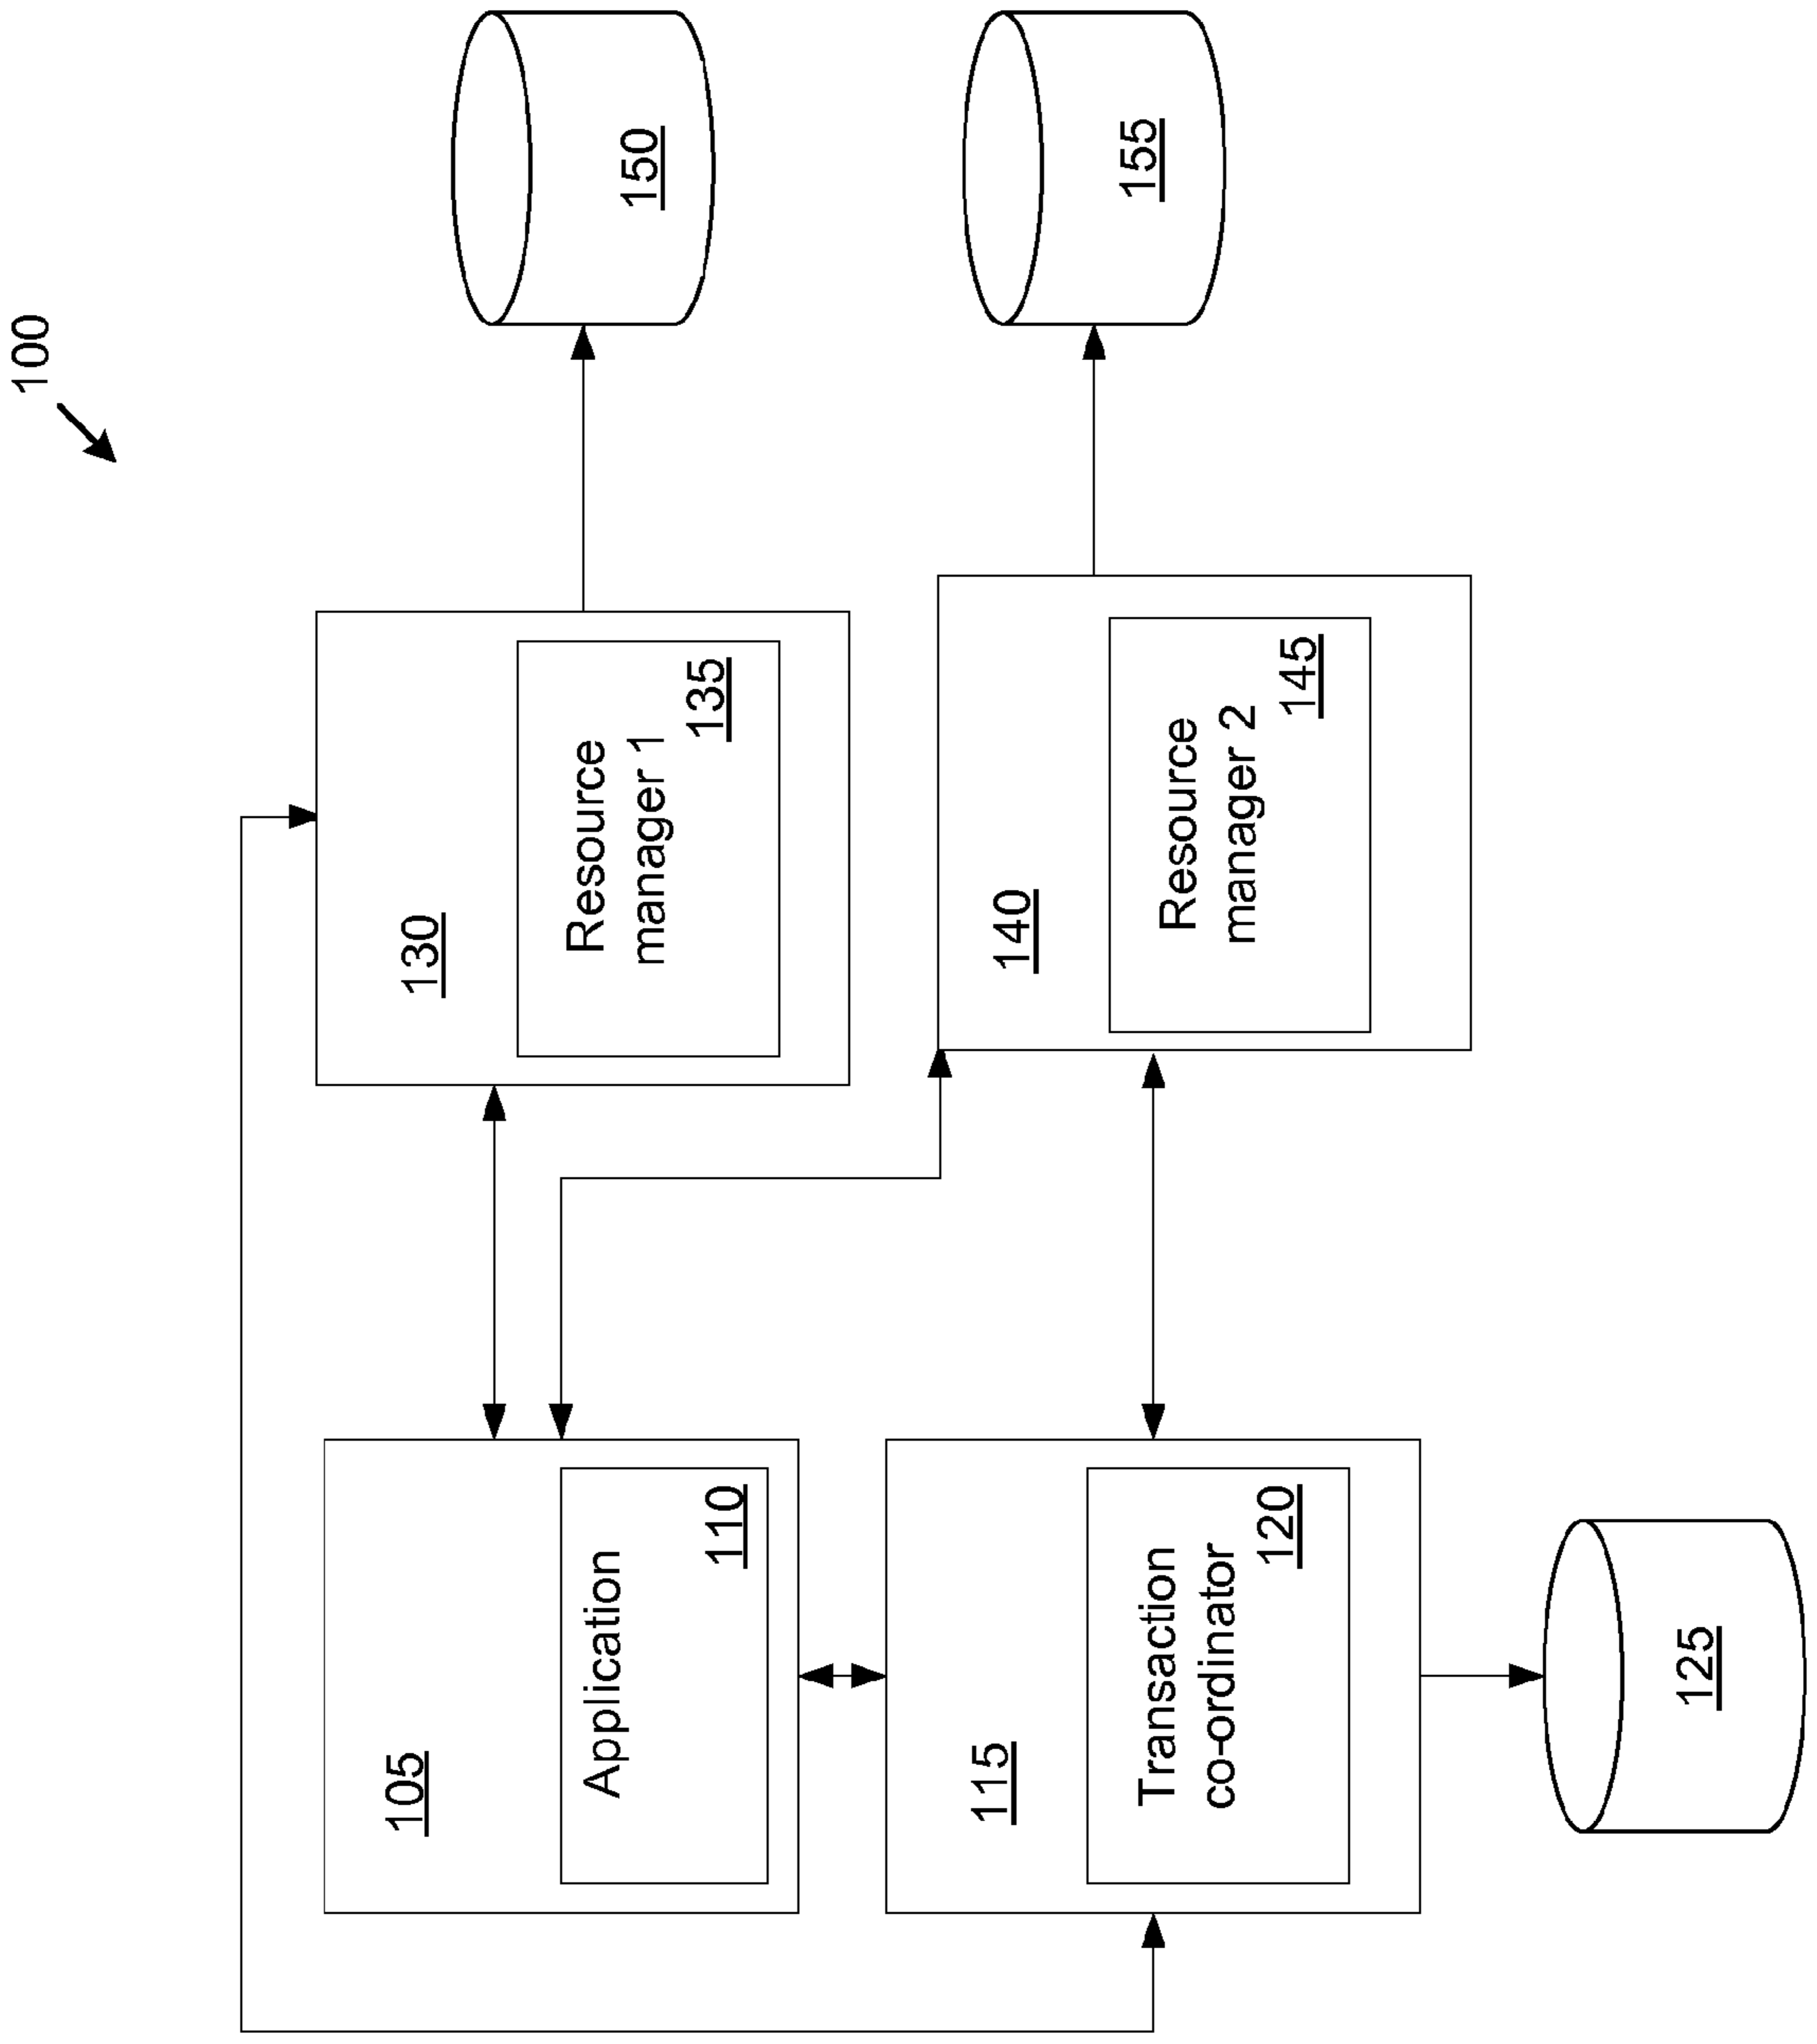 100
105
Application
110
130
Resource
manager 1
135
150
115
Transaction
co-ordinator
120
140
Resource
manager 2
145
155
125